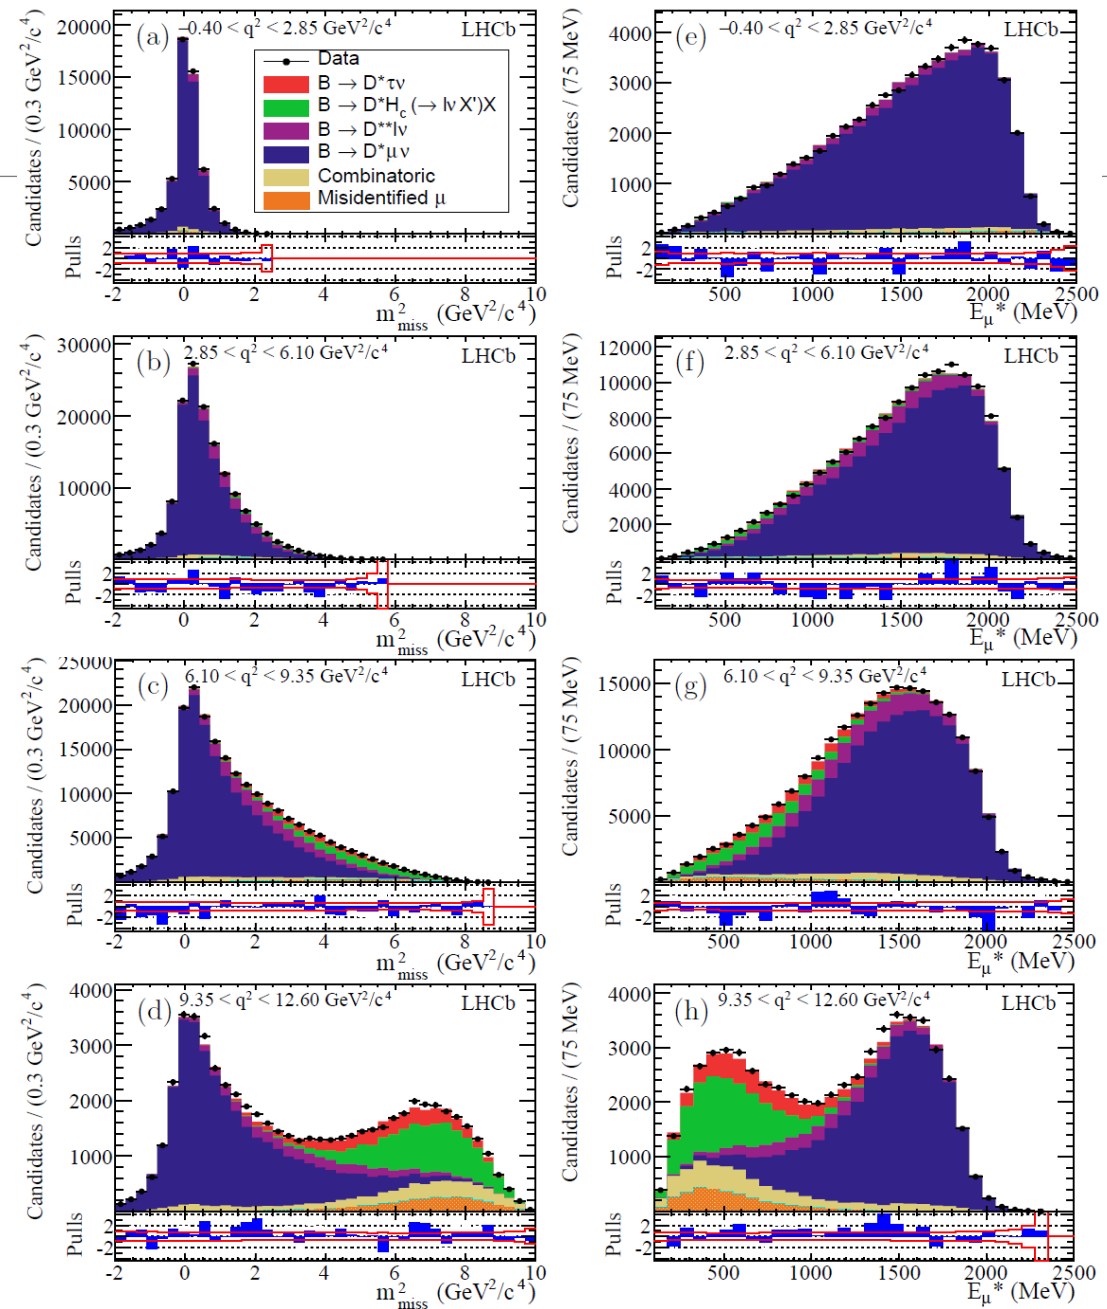 (a) −0.40 < q² < 2.85 GeV²/c⁴ LHCb
Candidates / (0.3 GeV²/c⁴)
20000
15000
10000
5000
Data
B → D*τν
B → D*H_c (→ lν X')X
B → D**lν
B → D*μν
Combinatoric
Misidentified μ
Pulls
2
-2
-2 0 2 4 6 8 10
m²_miss (GeV²/c⁴)
(e) −0.40 < q² < 2.85 GeV²/c⁴ LHCb
Candidates / (75 MeV)
4000
3000
2000
1000
Pulls
2
-2
500 1000 1500 2000 2500
E_μ* (MeV)
(b) 2.85 < q² < 6.10 GeV²/c⁴ LHCb
Candidates / (0.3 GeV²/c⁴)
30000
20000
10000
Pulls
2
-2
-2 0 2 4 6 8 10
m²_miss (GeV²/c⁴)
(f) 2.85 < q² < 6.10 GeV²/c⁴ LHCb
Candidates / (75 MeV)
12000
10000
8000
6000
4000
2000
Pulls
2
-2
500 1000 1500 2000 2500
E_μ* (MeV)
(c) 6.10 < q² < 9.35 GeV²/c⁴ LHCb
Candidates / (0.3 GeV²/c⁴)
25000
20000
15000
10000
5000
Pulls
2
-2
-2 0 2 4 6 8 10
m²_miss (GeV²/c⁴)
(g) 6.10 < q² < 9.35 GeV²/c⁴ LHCb
Candidates / (75 MeV)
15000
10000
5000
Pulls
2
-2
500 1000 1500 2000 2500
E_μ* (MeV)
(d) 9.35 < q² < 12.60 GeV²/c⁴ LHCb
Candidates / (0.3 GeV²/c⁴)
4000
3000
2000
1000
Pulls
2
-2
-2 0 2 4 6 8 10
m²_miss (GeV²/c⁴)
(h) 9.35 < q² < 12.60 GeV²/c⁴ LHCb
Candidates / (75 MeV)
4000
3000
2000
1000
Pulls
2
-2
500 1000 1500 2000 2500
E_μ* (MeV)